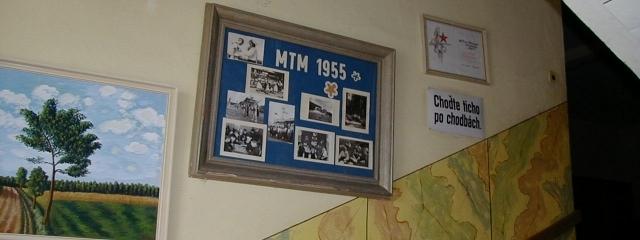 MTM 1955
Choďte ticho
po chodbách